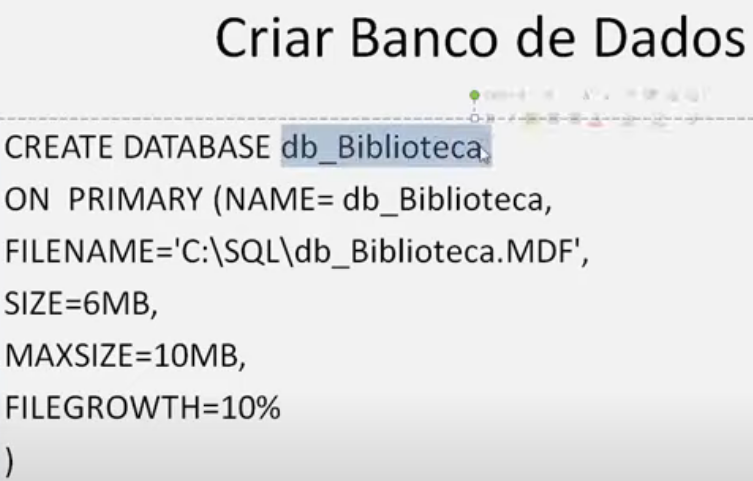 Criar Banco de Dados
CREATE DATABASE db_Biblioteca
ON  PRIMARY (NAME= db_Biblioteca,
FILENAME='C:\SQL\db_Biblioteca.MDF',
SIZE=6MB,
MAXSIZE=10MB,
FILEGROWTH=10%
)